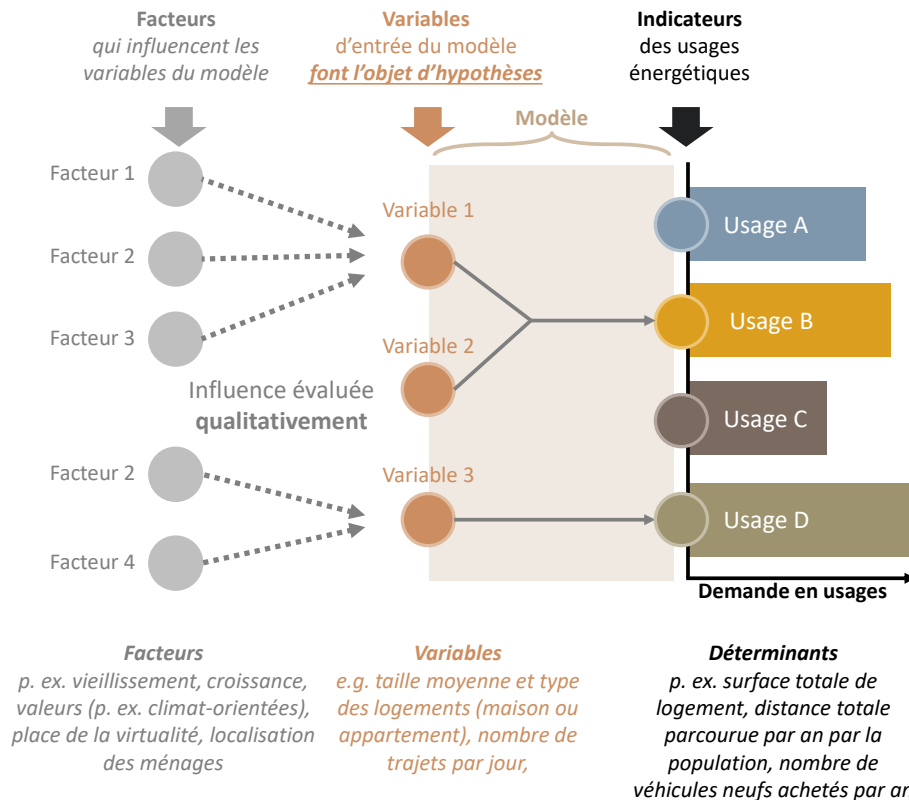 Facteurs
qui influencent les
variables du modèle
Variables
d'entrée du modèle
font l'objet d'hypothèses
Indicateurs
des usages
énergétiques
Modèle
Facteur 1
Facteur 2
Facteur 3
Influence évaluée
qualitativement
Facteur 2
Facteur 4
Variable 1
Variable 2
Variable 3
Usage A
Usage B
Usage C
Usage D
Demande en usages
Facteurs
p. ex. vieillissement, croissance,
valeurs (p. ex. climat-orientées),
place de la virtualité, localisation
des ménages
Variables
e.g. taille moyenne et type
des logements (maison ou
appartement), nombre de
trajets par jour,
Déterminants
p. ex. surface totale de
logement, distance totale
parcourue par an par la
population, nombre de
véhicules neufs achetés par an